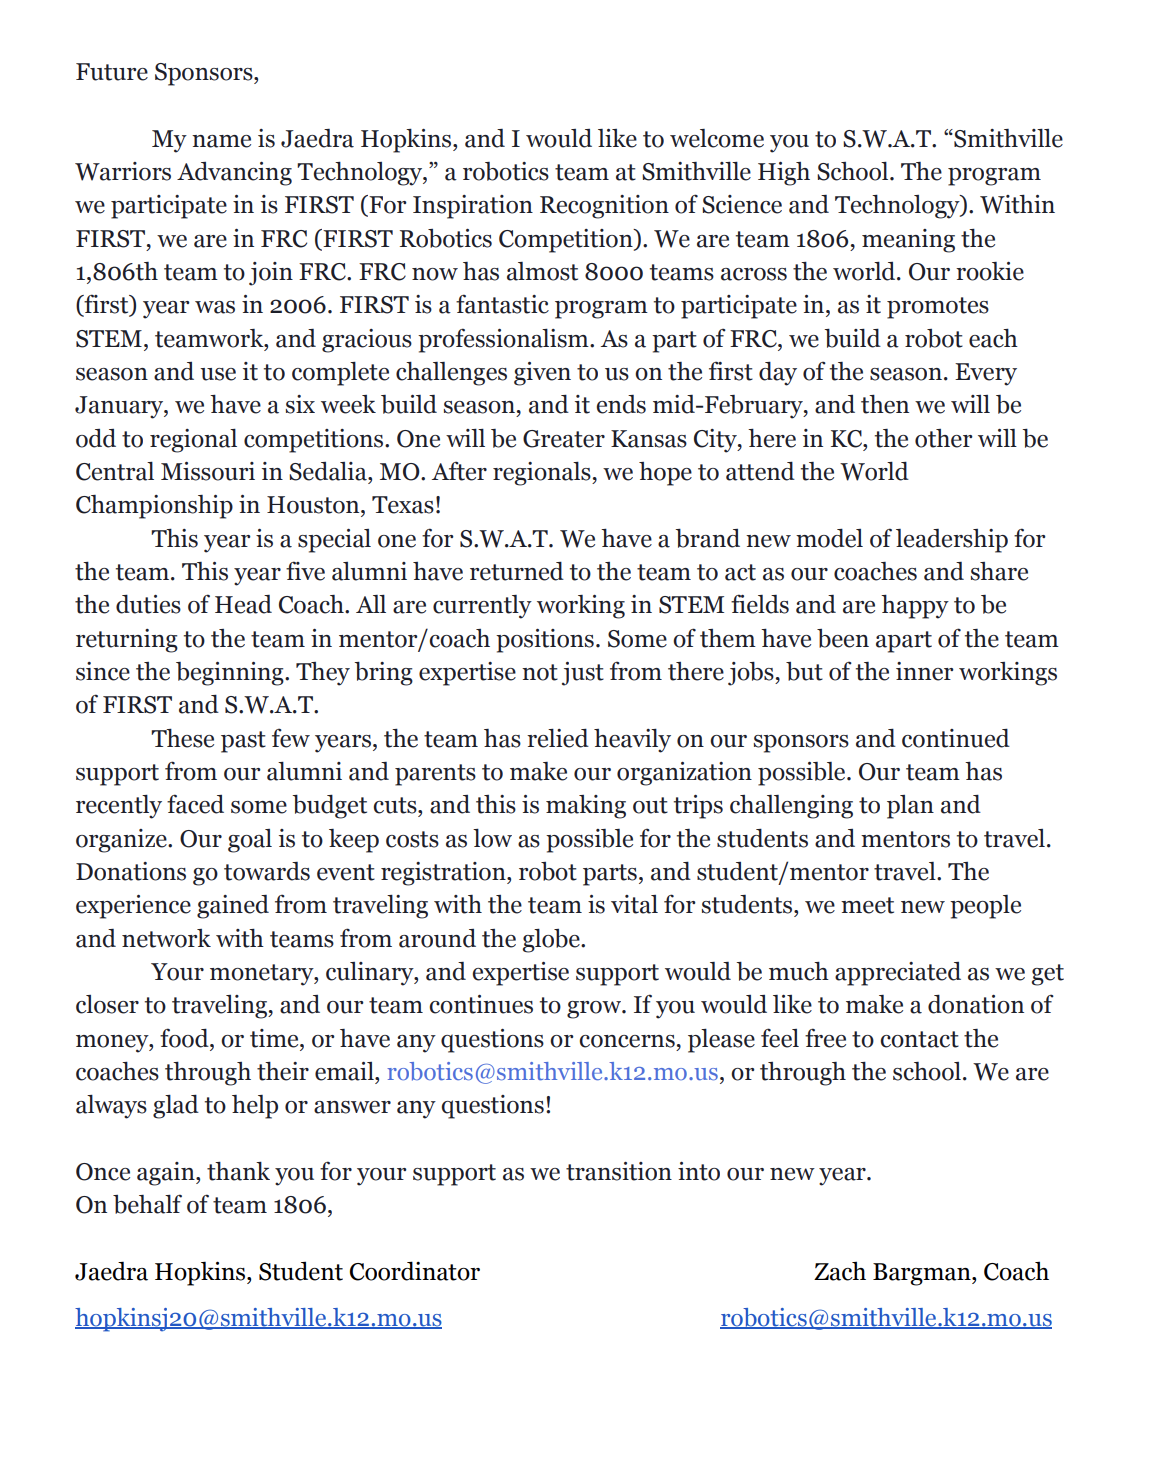 Future Sponsors,
My name is Jaedra Hopkins, and I would like to welcome you to S.W.A.T. “Smithville
Warriors Advancing Technology,” a robotics team at Smithville High School. The program
we participate in is FIRST (For Inspiration Recognition of Science and Technology). Within
FIRST, we are in FRC (FIRST Robotics Competition). We are team 1806, meaning the
1,806th team to join FRC. FRC now has almost 8000 teams across the world. Our rookie
(first) year was in 2006. FIRST is a fantastic program to participate in, as it promotes
STEM, teamwork, and gracious professionalism. As a part of FRC, we build a robot each
season and use it to complete challenges given to us on the first day of the season. Every
January, we have a six week build season, and it ends mid-February, and then we will be
odd to regional competitions. One will be Greater Kansas City, here in KC, the other will be
Central Missouri in Sedalia, MO. After regionals, we hope to attend the World
Championship in Houston, Texas!
This year is a special one for S.W.A.T. We have a brand new model of leadership for
the team. This year five alumni have returned to the team to act as our coaches and share
the duties of Head Coach. All are currently working in STEM fields and are happy to be
returning to the team in mentor/coach positions. Some of them have been apart of the team
since the beginning. They bring expertise not just from there jobs, but of the inner workings
of FIRST and S.W.A.T.
These past few years, the team has relied heavily on our sponsors and continued
support from our alumni and parents to make our organization possible. Our team has
recently faced some budget cuts, and this is making out trips challenging to plan and
organize. Our goal is to keep costs as low as possible for the students and mentors to travel.
Donations go towards event registration, robot parts, and student/mentor travel. The
experience gained from traveling with the team is vital for students, we meet new people
and network with teams from around the globe.
Your monetary, culinary, and expertise support would be much appreciated as we get
closer to traveling, and our team continues to grow. If you would like to make a donation of
money, food, or time, or have any questions or concerns, please feel free to contact the
coaches through their email, robotics@smithville.k12.mo.us, or through the school. We are
always glad to help or answer any questions!
Once again, thank you for your support as we transition into our new year.
On behalf of team 1806,
Jaedra Hopkins, Student Coordinator Zach Bargman, Coach
hopkinsj20@smithville.k12.mo.us robotics@smithville.k12.mo.us